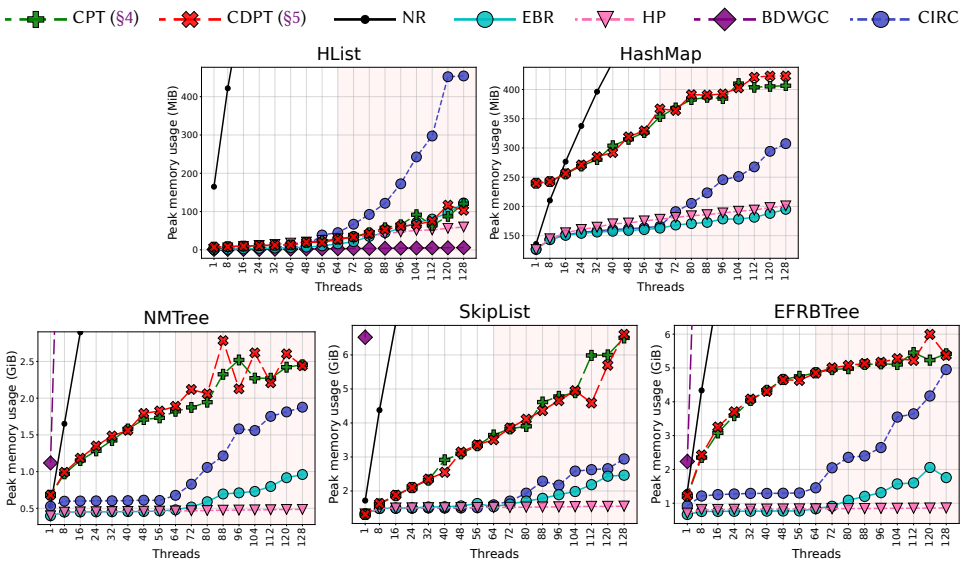 CPT (§4) CDPT (§5) NR EBR HP BDWGC CIRC
HList
Peak memory usage (MiB)
400
300
200
100
0
1 8 16 24 32 40 48 56 64 72 80 88 96 104 112 120 128
Threads
HashMap
Peak memory usage (MiB)
400
350
300
250
200
150
1 8 16 24 32 40 48 56 64 72 80 88 96 104 112 120 128
Threads
NMTree
Peak memory usage (GiB)
2.5
2.0
1.5
1.0
0.5
1 8 16 24 32 40 48 56 64 72 80 88 96 104 112 120 128
Threads
SkipList
Peak memory usage (GiB)
6
5
4
3
2
1 8 16 24 32 40 48 56 64 72 80 88 96 104 112 120 128
Threads
EFRBTree
Peak memory usage (GiB)
6
5
4
3
2
1
1 8 16 24 32 40 48 56 64 72 80 88 96 104 112 120 128
Threads